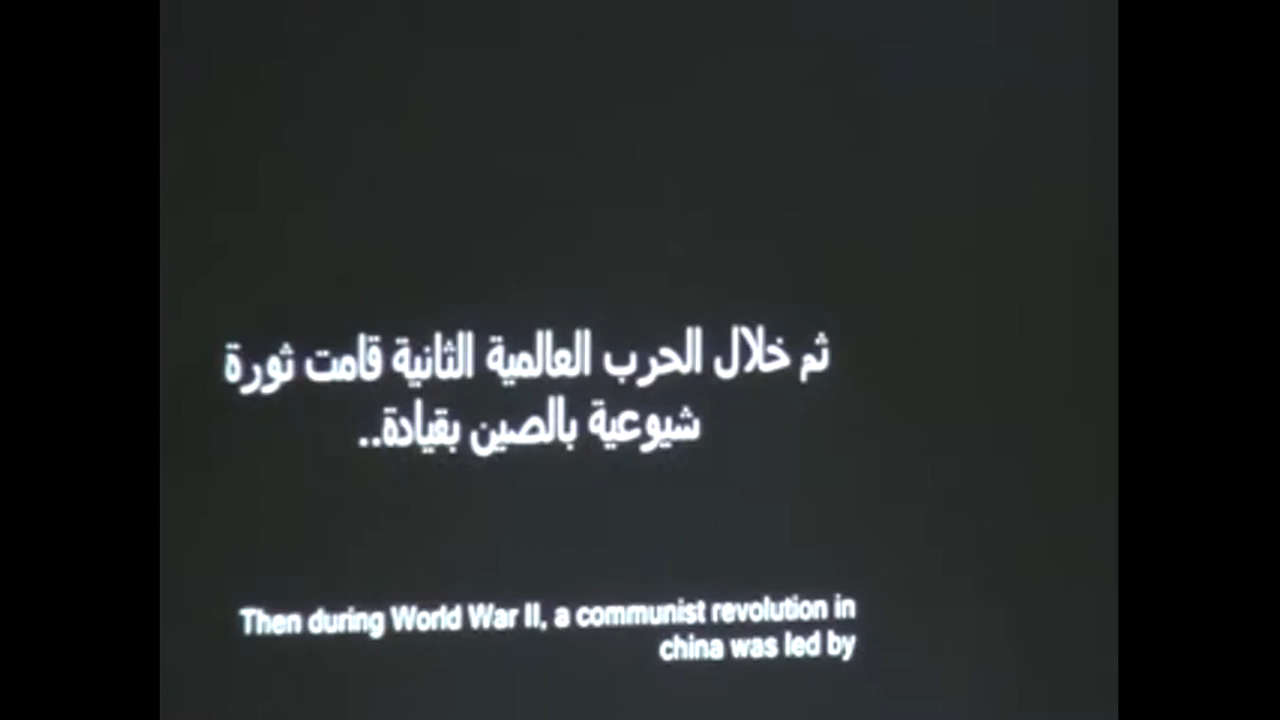 ثم خلال الحرب العالمية الثانية قامت ثورة
شيوعية بالصين بقيادة..
Then during World War II, a communist revolution in
china was led by